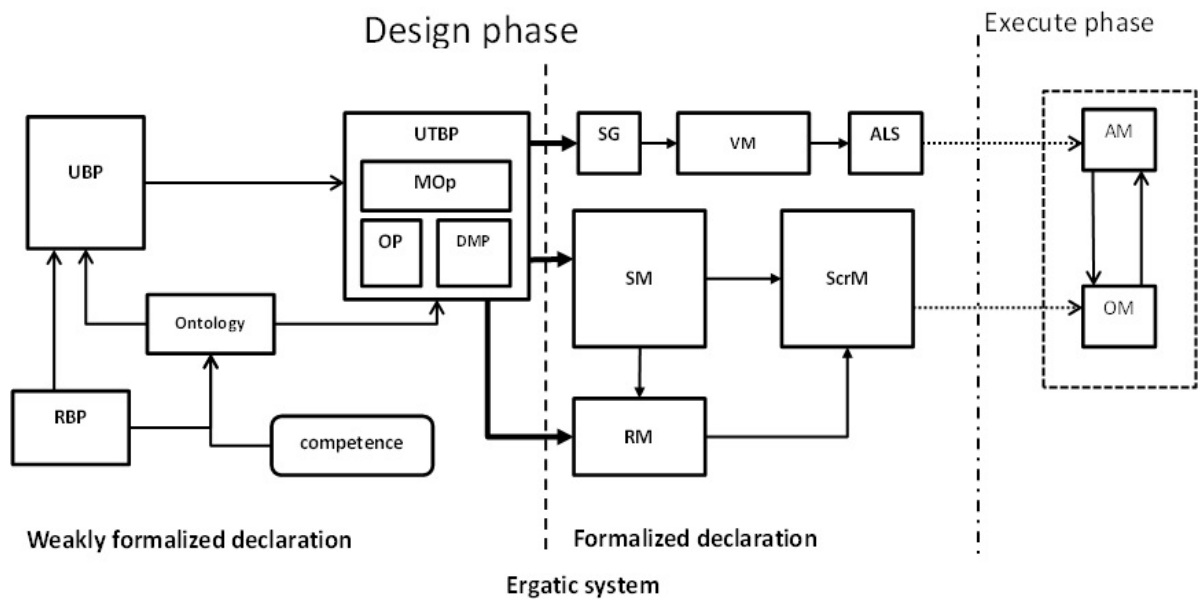 Design phase
Execute phase
UBP
UTBP
MOp
OP
DMP
SG
VM
ALS
AM
SM
ScrM
OM
Ontology
RBP
competence
RM
Weakly formalized declaration
Formalized declaration
Ergatic system